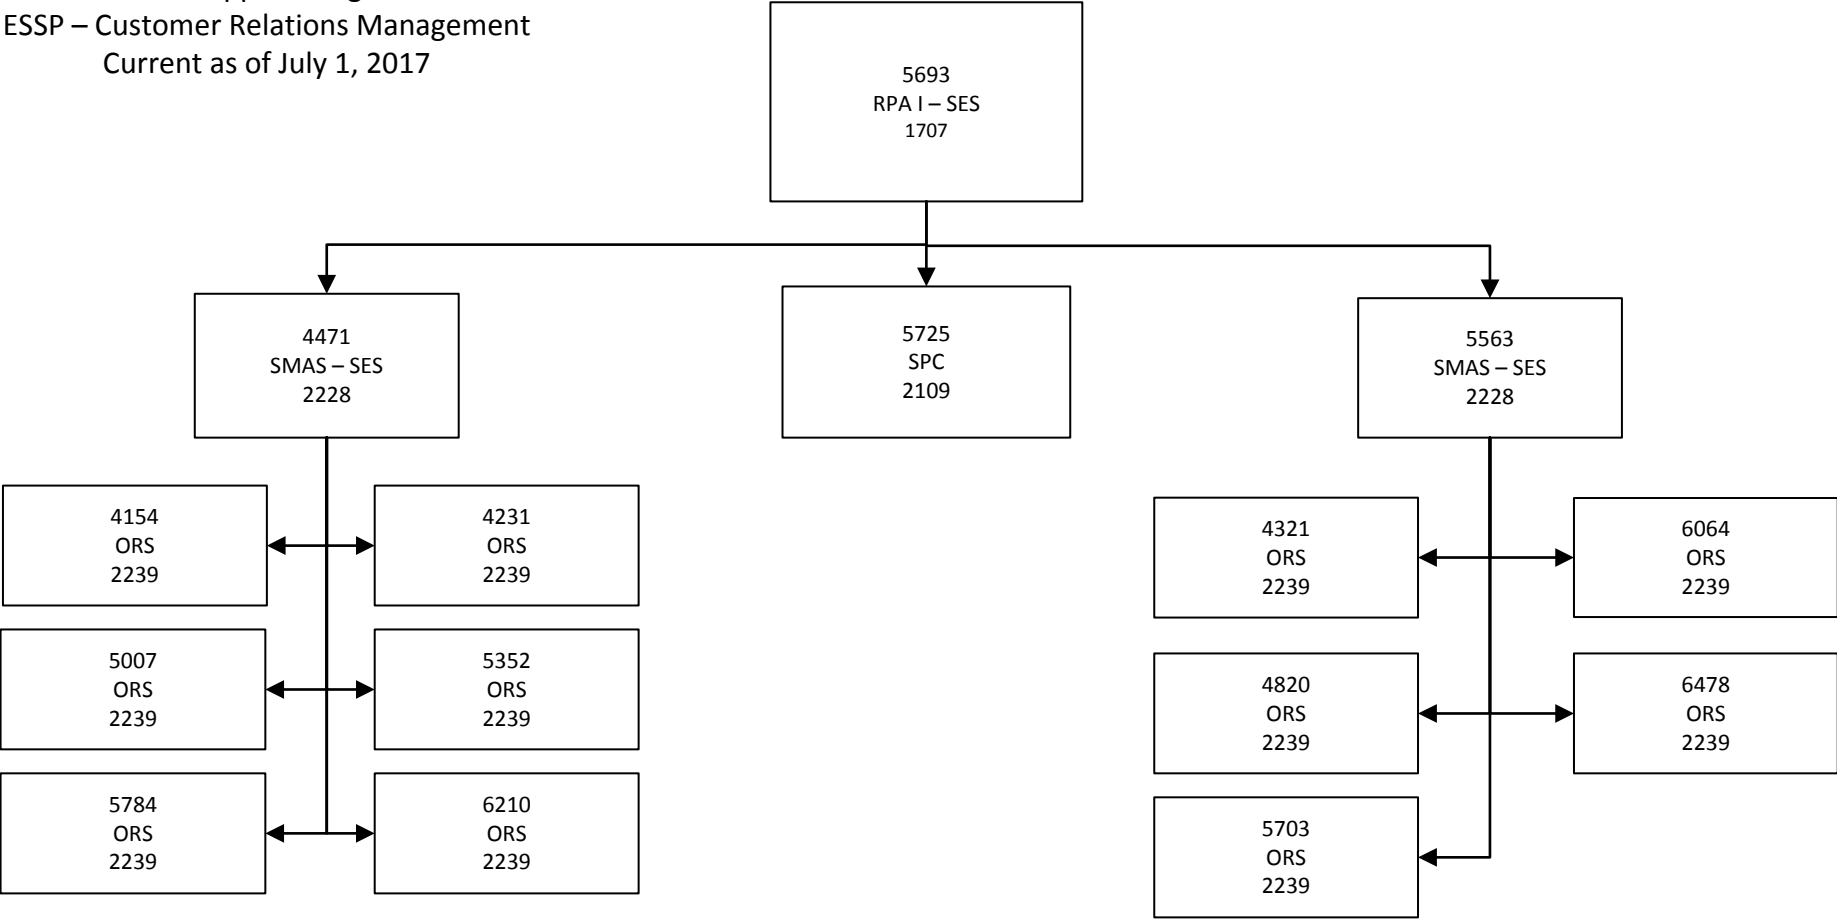 ESSP – Customer Relations Management
Current as of July 1, 2017
5693
RPA I – SES
1707
4471
SMAS – SES
2228
5725
SPC
2109
5563
SMAS – SES
2228
4154
ORS
2239
4231
ORS
2239
5007
ORS
2239
5352
ORS
2239
5784
ORS
2239
6210
ORS
2239
4321
ORS
2239
6064
ORS
2239
4820
ORS
2239
6478
ORS
2239
5703
ORS
2239